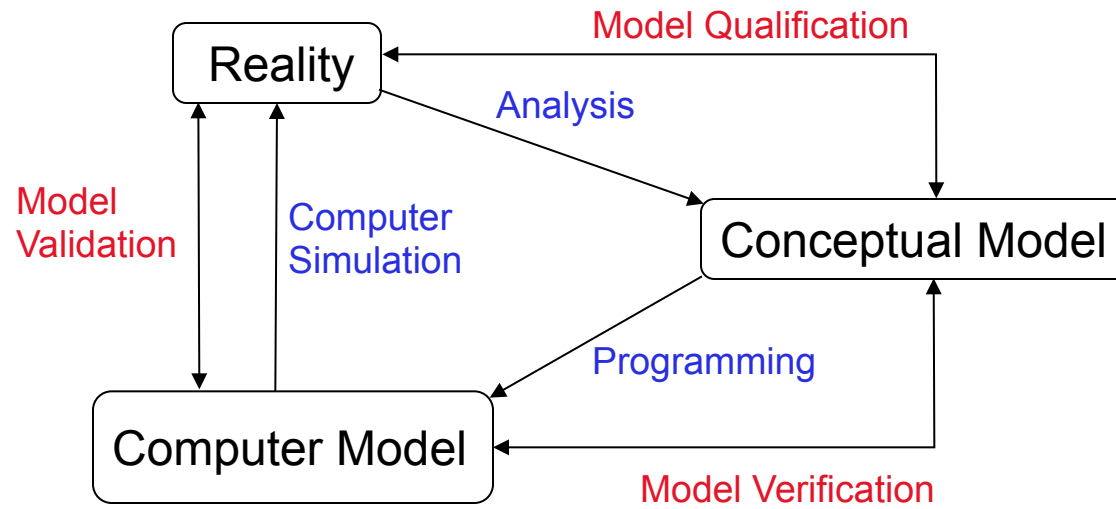 Model Qualification
Reality
Analysis
Model
Validation
Computer
Simulation
Conceptual Model
Programming
Computer Model
Model Verification